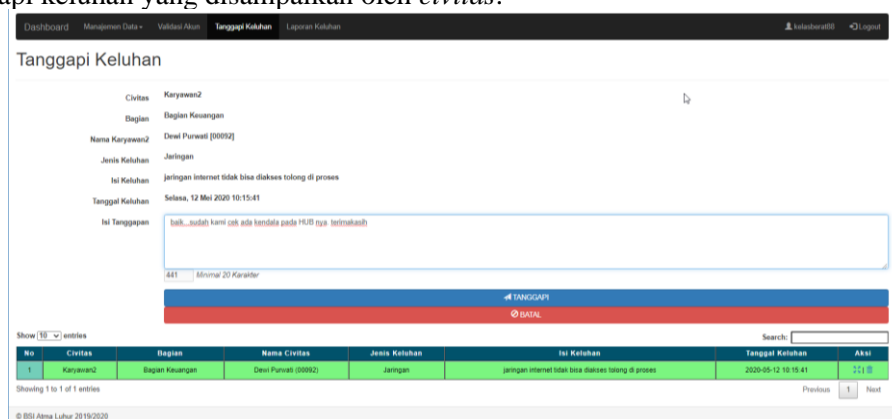 api keluhan yang disampaikan oleh civitas.
Dashboard Manajemen Data Validasi Akun Tanggapi Keluhan Laporan Keluhan Logout
Tanggapi Keluhan
Civitas Karyawan2
Bagian Bagian Keuangan
Nama Karyawan2 Dewi Purwati [00092]
Jenis Keluhan Jaringan
Isi Keluhan jaringan internet tidak bisa diakses tolong di proses
Tanggal Keluhan Selasa, 12 Mei 2020 10:15:41
Isi Tanggapan baik...sudah kami cek ada kendala pada HUB nya. terimakasih
441 Minimal 20 Karakter
TANGGAPI
BATAL
Show 10 entries Search:
No Civitas Bagian Nama Civitas Jenis Keluhan Isi Keluhan Tanggal Keluhan Aksi
1 Karyawan2 Bagian Keuangan Dewi Purwati (00092) Jaringan jaringan internet tidak bisa diakses tolong di proses 2020-05-12 10:15:41
Showing 1 to 1 of 1 entries Previous 1 Next
© BSI Atma Luhur 2019/2020